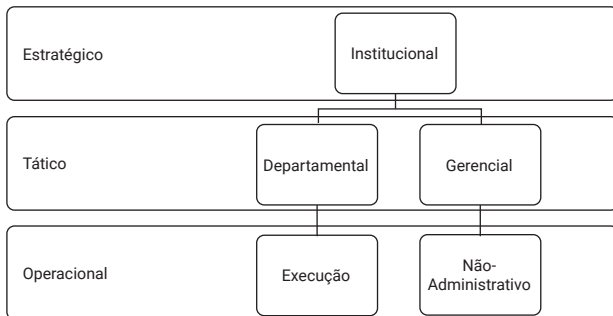 Estratégico
Institucional
Tático
Departamental
Gerencial
Operacional
Execução
Não-
Administrativo